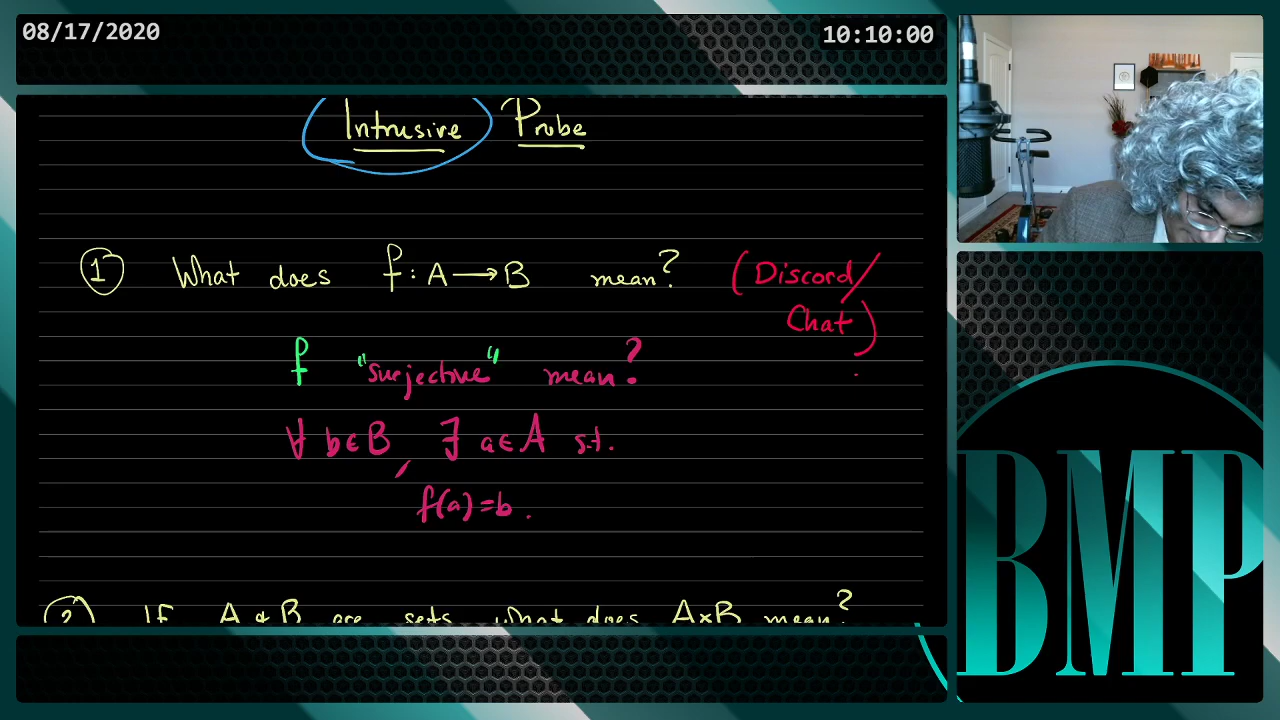 08/17/2020
10:10:00
Intrusive Probe
① What does f: A → B mean? (Discord/
Chat)
f "surjective" mean?
∀ b∈B, ∃ a∈A s.t.
f(a)=b.
② If A & B are sets what does A×B mean?
BMP